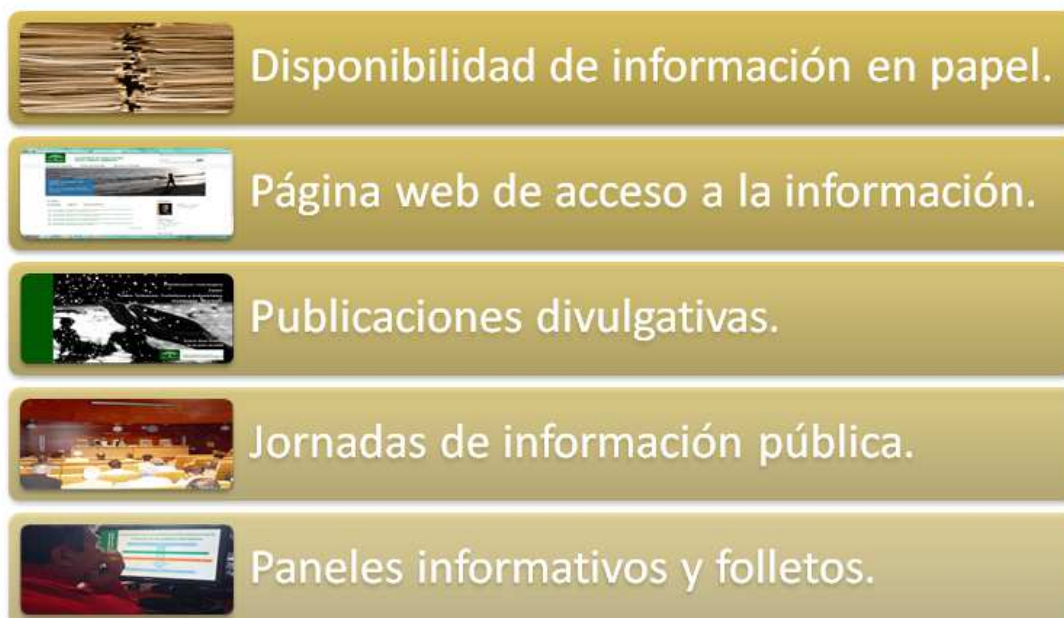 Disponibilidad de información en papel.
Página web de acceso a la información.
Publicaciones divulgativas.
Jornadas de información pública.
Paneles informativos y folletos.